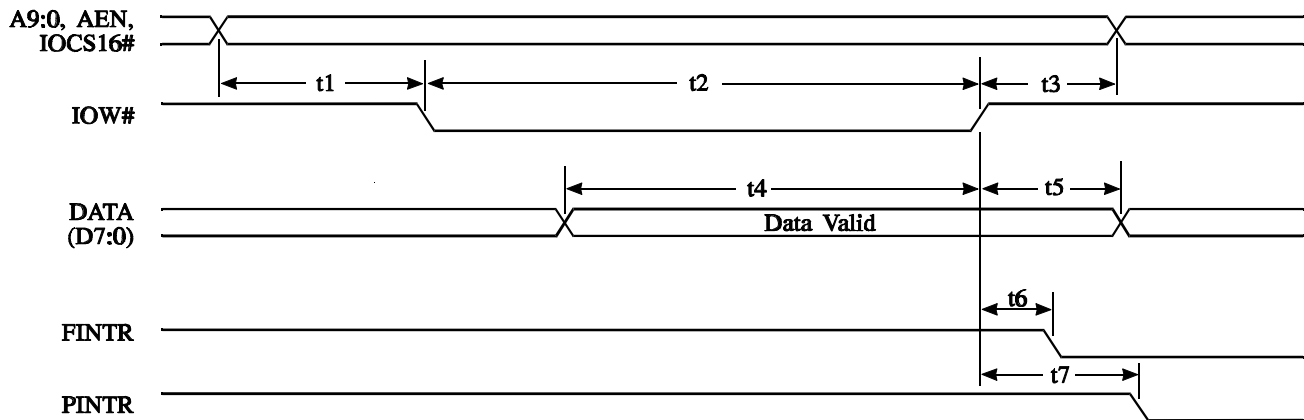 A9:0, AEN,
IOCS16#
t1
t2
t3
IOW#
t4
t5
DATA
(D7:0)
Data Valid
t6
FINTR
t7
PINTR